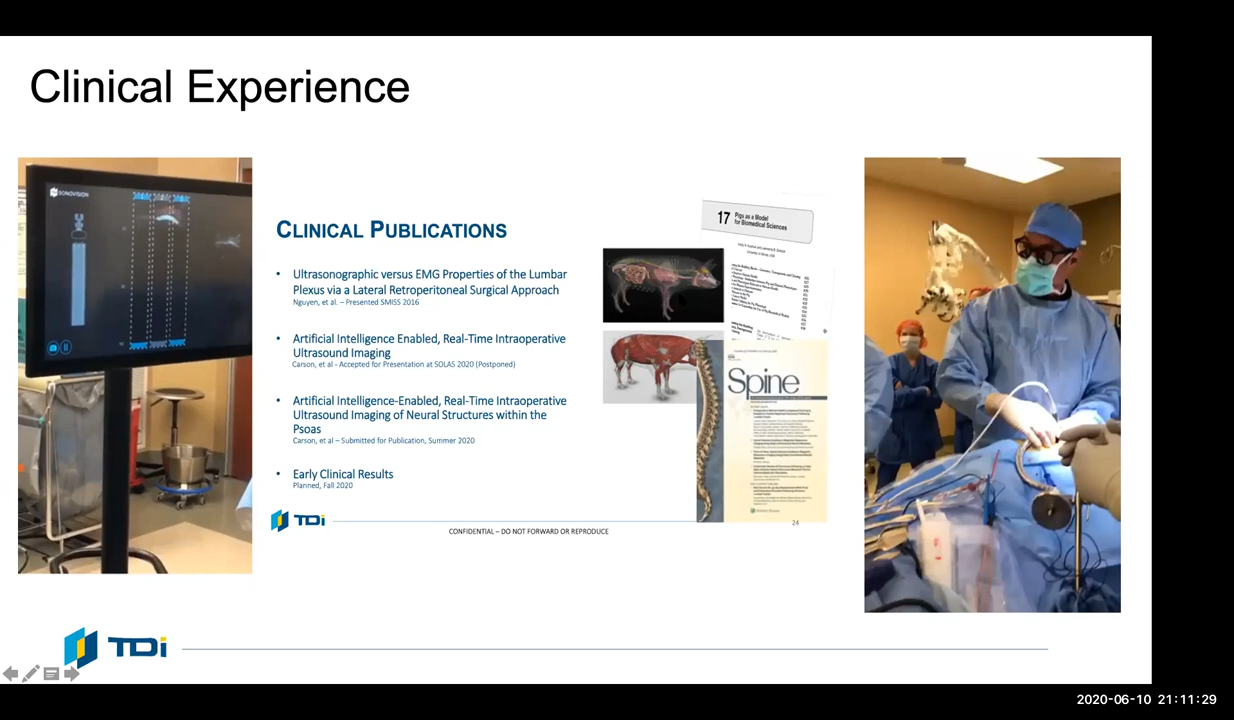 Clinical Experience
SONOVISION
CLINICAL PUBLICATIONS
• Ultrasonographic versus EMG Properties of the Lumbar
Plexus via a Lateral Retroperitoneal Surgical Approach
Nguyen, et al. – Presented SMISS 2016
• Artificial Intelligence Enabled, Real-Time Intraoperative
Ultrasound Imaging
Carson, et al - Accepted for Presentation at SOLAS 2020 (Postponed)
• Artificial Intelligence-Enabled, Real-Time Intraoperative
Ultrasound Imaging of Neural Structures within the
Psoas
Carson, et al – Submitted for Publication, Summer 2020
• Early Clinical Results
Planned, Fall 2020
17 Pigs as a Model
for Biomedical Sciences
Spine
TDi
CONFIDENTIAL – DO NOT FORWARD OR REPRODUCE
24
TDi
2020-06-10 21:11:29